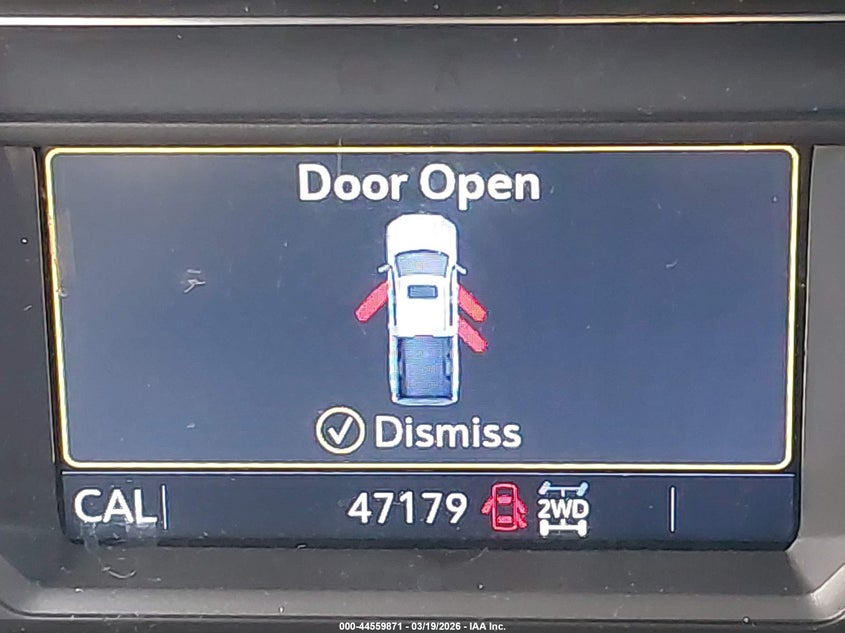 Door Open
Dismiss
CAL 47179 2WD
000-44559871 - 03/19/2026 - IAA Inc.